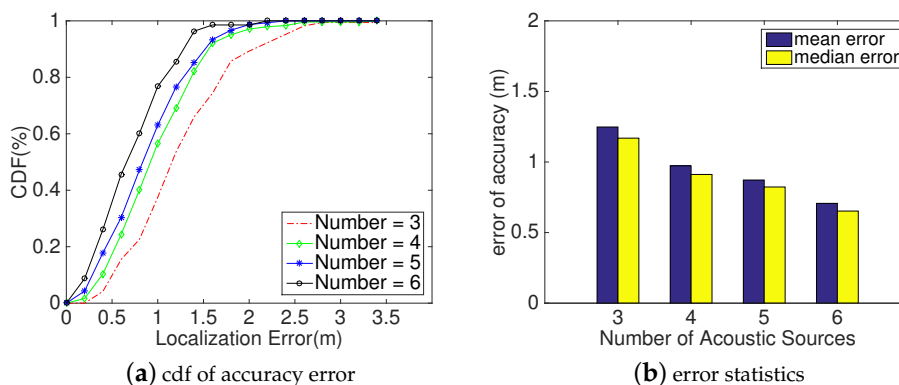 1
0.8
0.6
0.4
0.2
0
CDF(%)
0 0.5 1 1.5 2 2.5 3 3.5
Localization Error(m)
Number = 3
Number = 4
Number = 5
Number = 6
(a) cdf of accuracy error
2
1.5
1
0.5
0
error of accuracy (m)
mean error
median error
3 4 5 6
Number of Acoustic Sources
(b) error statistics